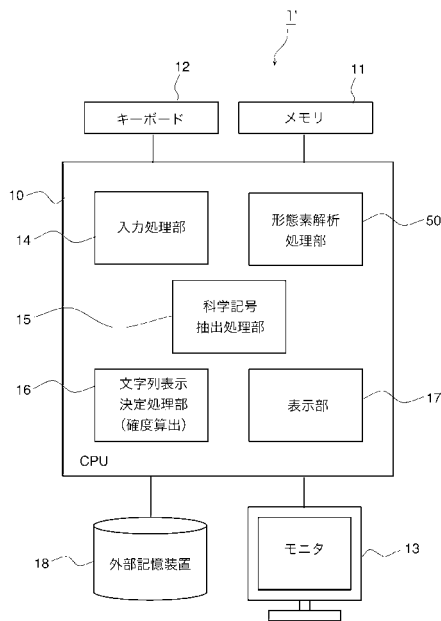 1'
12
11
キーボード
メモリ
10
入力処理部
14
形態素解析
処理部
50
15
科学記号
抽出処理部
16
文字列表示
決定処理部
(確度算出)
表示部
17
CPU
18
外部記憶装置
モニタ
13